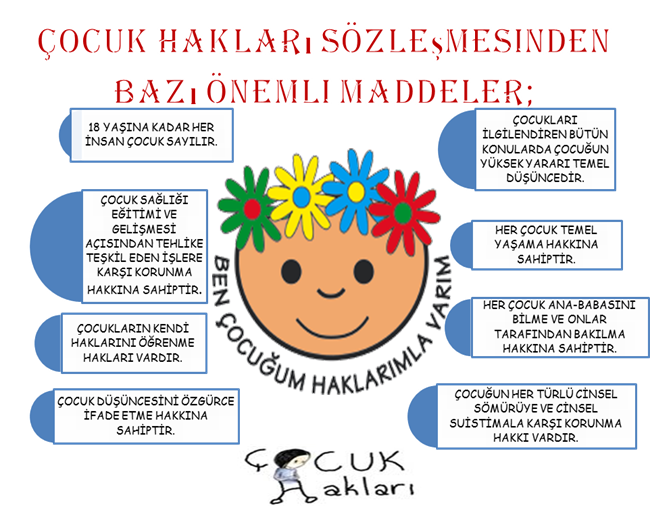 ÇOCUK HAKLARI SÖZLEŞMESINDEN
BAZI ÖNEMLI MADDELER;
18 YAŞINA KADAR HER
İNSAN ÇOCUK SAYILIR.
ÇOCUK SAĞLIĞI
EĞİTİMİ VE
GELİŞMESİ
AÇISINDAN TEHLİKE
TEŞKİL EDEN İŞLERE
KARŞI KORUNMA
HAKKINA SAHİPTİR.
ÇOCUKLARIN KENDİ
HAKLARINI ÖĞRENME
HAKLARI VARDIR.
ÇOCUK DÜŞÜNCESİNİ ÖZGÜRCE
İFADE ETME HAKKINA
SAHİPTİR.
BEN ÇOCUĞUM HAKLARIMLA VARIM
ÇOCUKLARI
İLGİLENDİREN BÜTÜN
KONULARDA ÇOCUĞUN
YÜKSEK YARARI TEMEL
DÜŞÜNCEDİR.
HER ÇOCUK TEMEL
YAŞAMA HAKKINA
SAHİPTİR.
HER ÇOCUK ANA-BABASINI
BİLME VE ONLAR
TARAFINDAN BAKILMA
HAKKINA SAHİPTİR.
ÇOCUĞUN HER TÜRLÜ CİNSEL
SÖMÜRÜYE VE CİNSEL
SUİSTİMALA KARŞI KORUNMA
HAKKI VARDIR.
ÇOCUK
Hakları